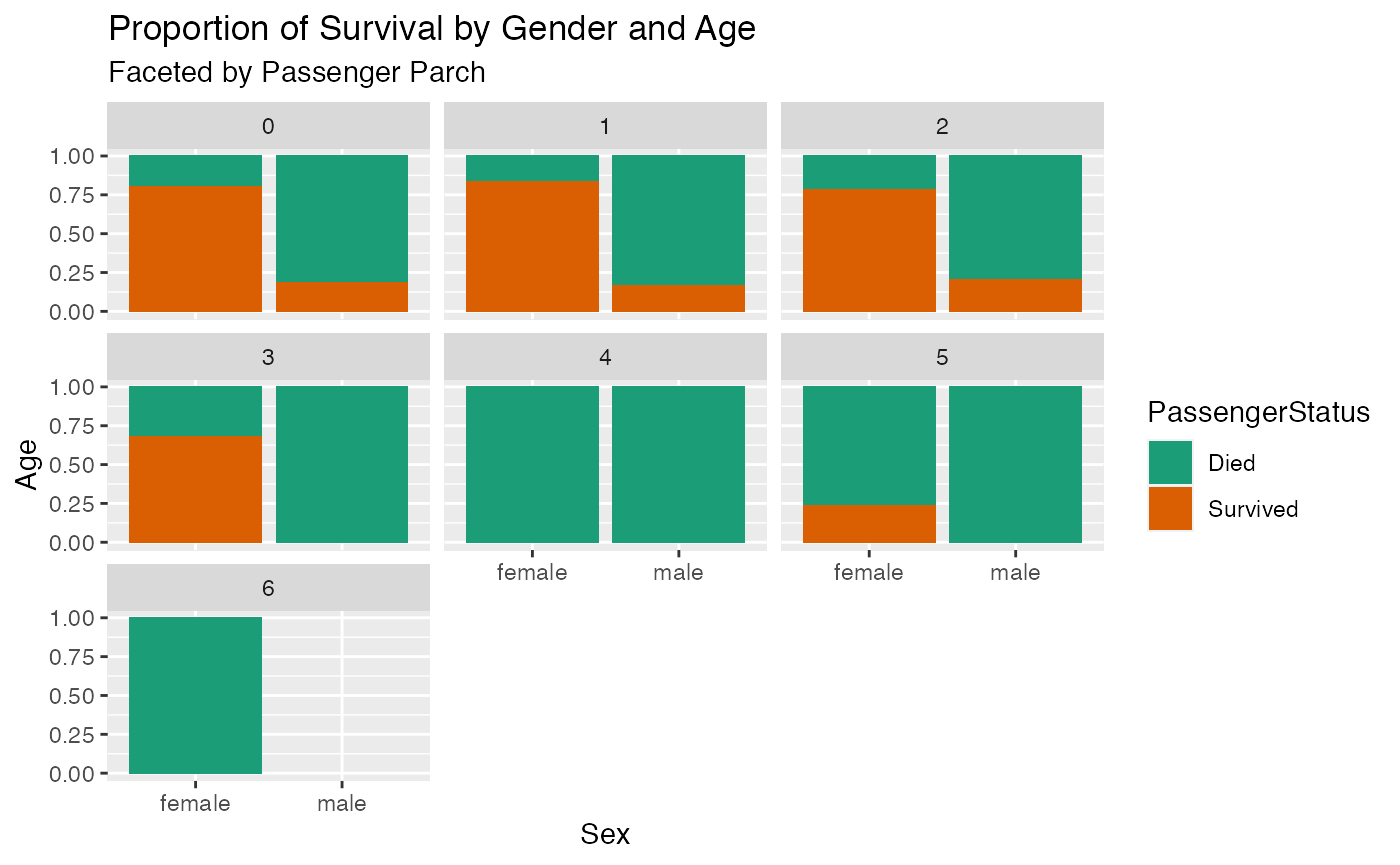 Proportion of Survival by Gender and Age
Faceted by Passenger Parch
0
1
2
1.00
0.75
0.50
0.25
0.00
3
4
5
1.00
0.75
0.50
0.25
0.00
female
male
female
male
6
1.00
0.75
0.50
0.25
0.00
female
male
Age
Sex
PassengerStatus
Died
Survived